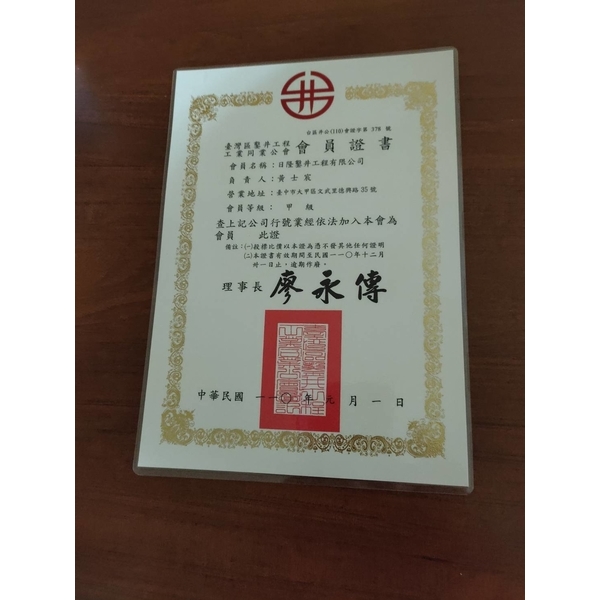 台區井公(110)會證字第 378 號
臺灣區鑿井工程
工業同業公會 會員證書
會員名稱：日隆鑿井工程有限公司
負責人：黃士宸
營業地址：臺中市大甲區文武里德興路35號
會員等級： 甲 級
查上記公司行號業經依法加入本會為
會員 此證
備註：(一)投標比價以本證為憑不發其他任何證明
(二)本證書有效期間至民國一一〇年十二月
卅一日止，逾期作廢。
理事長 廖永傳
中華民國 一一〇 年 元 月 一 日